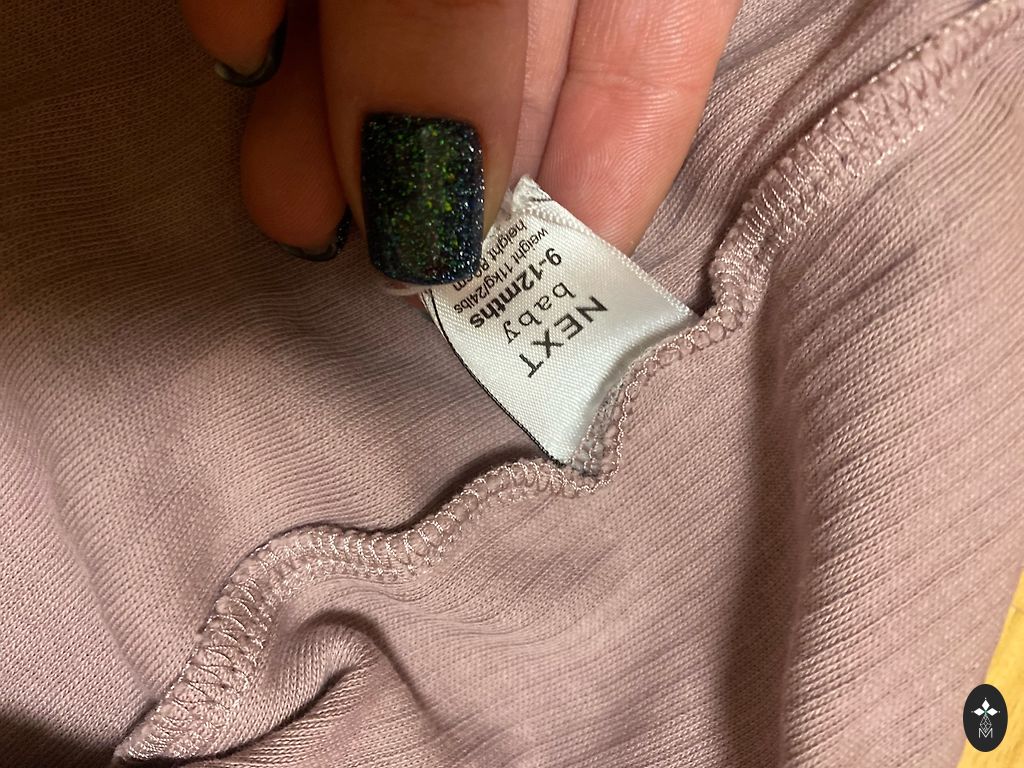 NEXT
baby
9-12mths
weight 11kg/24lbs
height 80cm
M